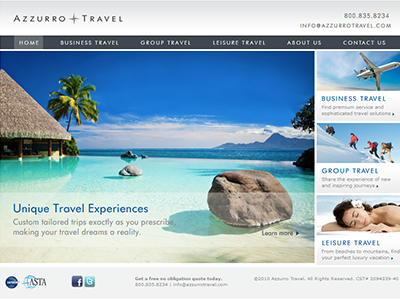 AZZURRO TRAVEL
800.835.8234
INFO@AZZURROTRAVEL.COM
HOME BUSINESS TRAVEL GROUP TRAVEL LEISURE TRAVEL ABOUT US CONTACT US
BUSINESS TRAVEL
Find premium service and
sophisticated travel solutions
GROUP TRAVEL
Share the experience of new
and inspiring journeys
LEISURE TRAVEL
From beaches to mountains, find
your perfect luxury vacation
Unique Travel Experiences
Custom tailored trips exactly as you prescribe,
making your travel dreams a reality.
Learn more
ASTA
Get a free no obligation quote today.
800.835.8234 | info@azzurrotravel.com
©2010 Azzurro Travel. All Rights Reserved. CST# 2094239-40